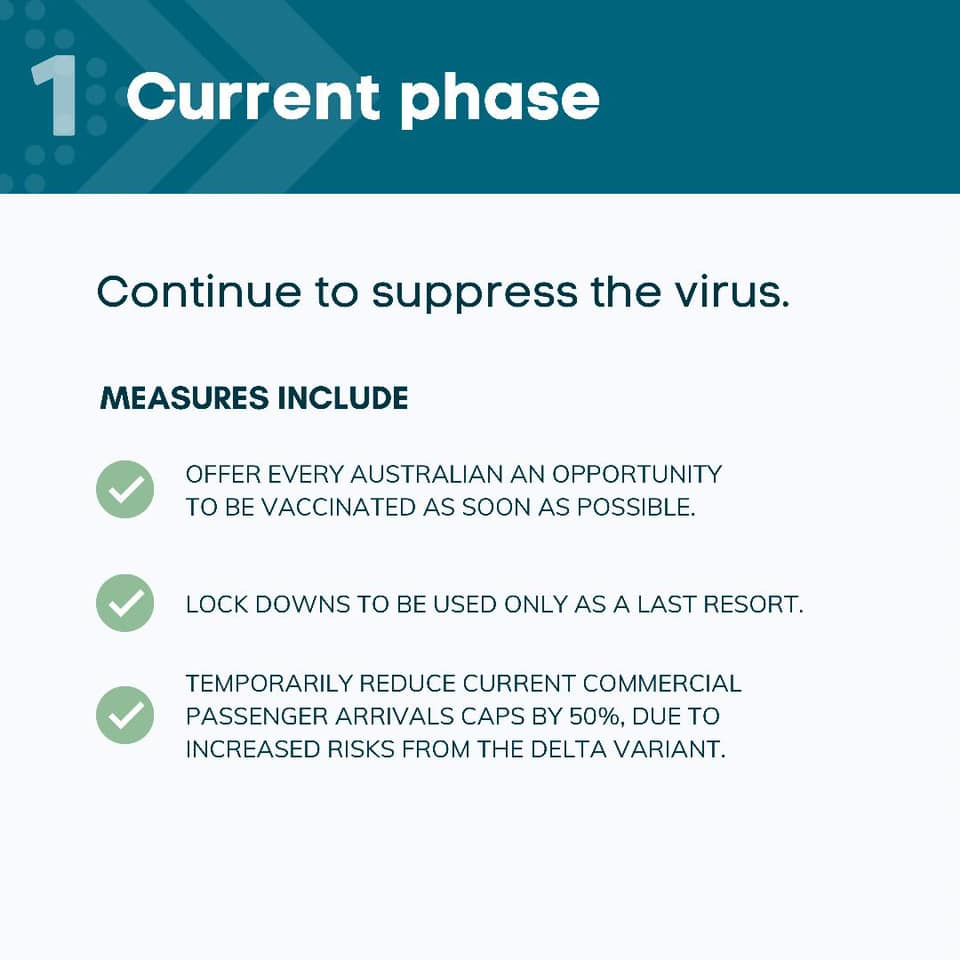 1 Current phase
Continue to suppress the virus.
MEASURES INCLUDE
OFFER EVERY AUSTRALIAN AN OPPORTUNITY
TO BE VACCINATED AS SOON AS POSSIBLE.
LOCK DOWNS TO BE USED ONLY AS A LAST RESORT.
TEMPORARILY REDUCE CURRENT COMMERCIAL
PASSENGER ARRIVALS CAPS BY 50%, DUE TO
INCREASED RISKS FROM THE DELTA VARIANT.